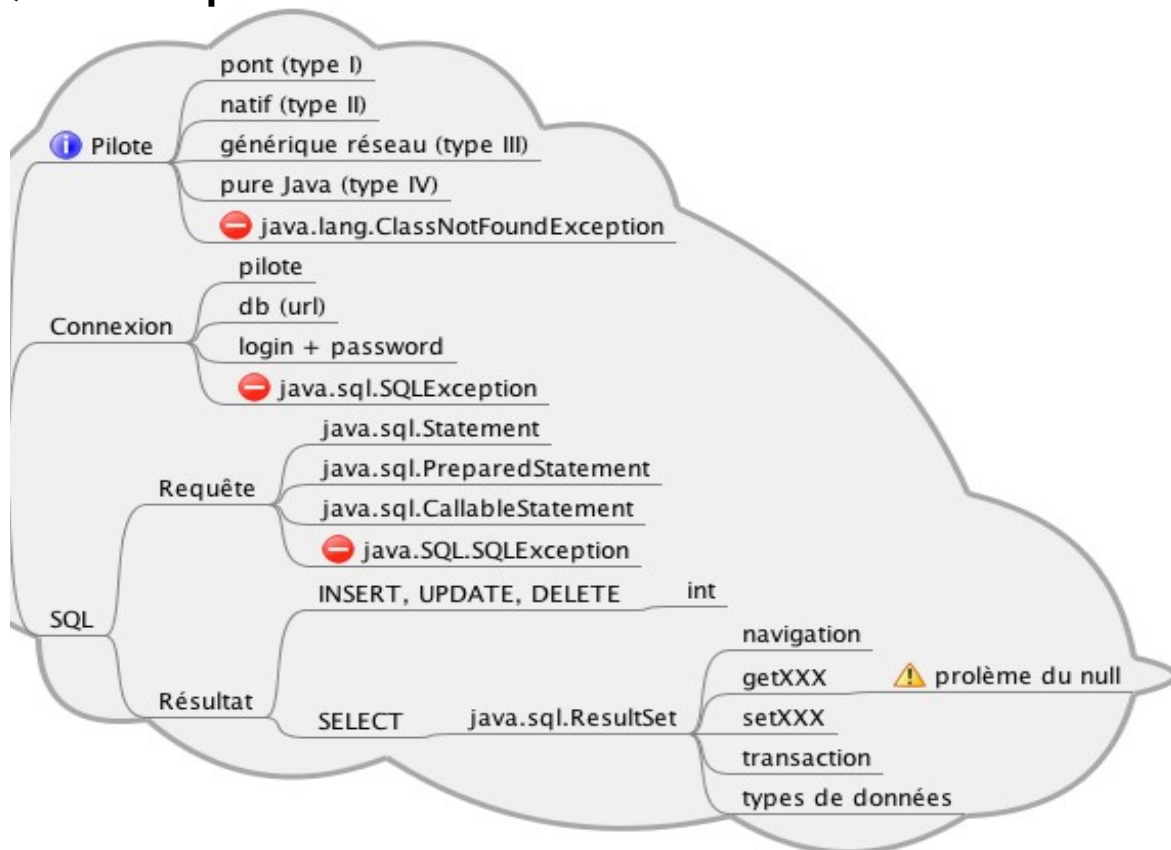 pont (type I)
natif (type II)
Pilote
générique réseau (type III)
pure Java (type IV)
java.lang.ClassNotFoundException
pilote
db (url)
Connexion
login + password
java.sql.SQLException
java.sql.Statement
java.sql.PreparedStatement
Requête
java.sql.CallableStatement
java.SQL.SQLException
INSERT, UPDATE, DELETE
int
SQL
navigation
getXXX
prolème du null
Résultat
SELECT
java.sql.ResultSet
setXXX
transaction
types de données